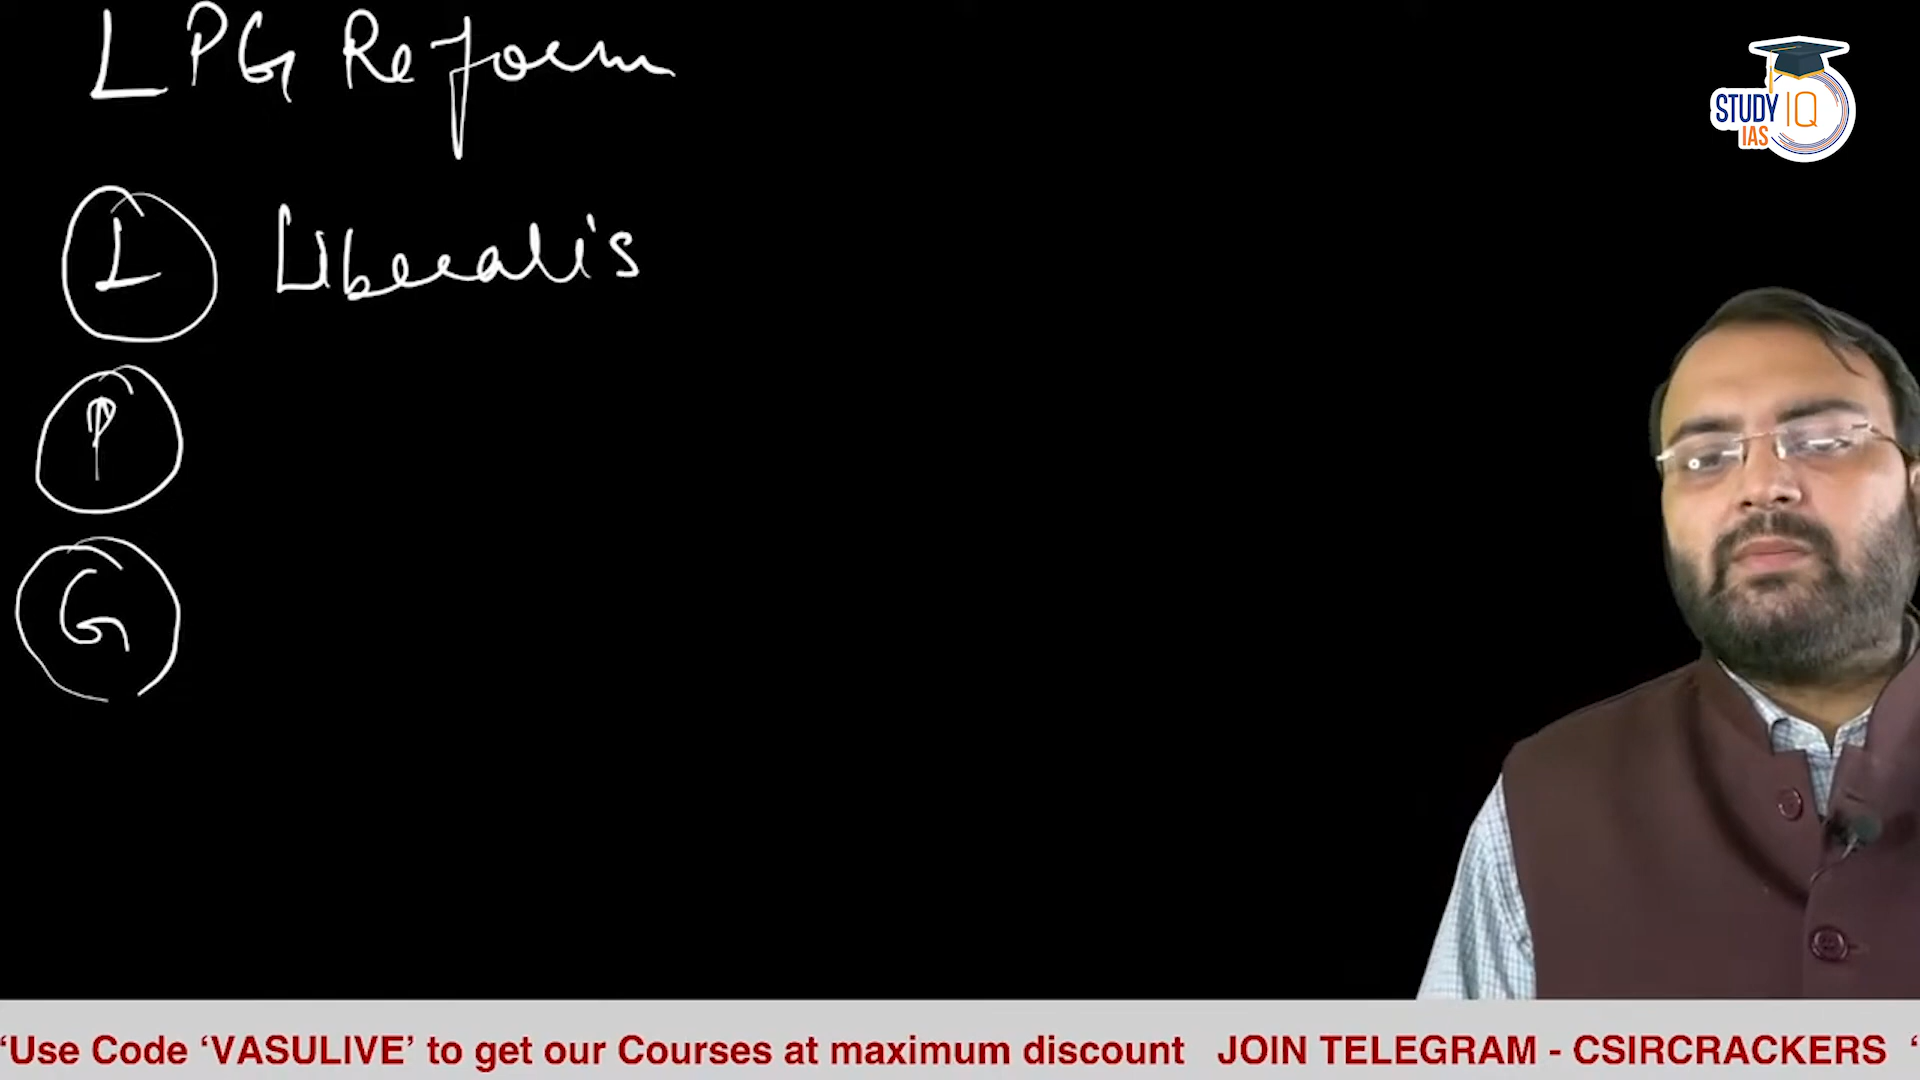 LPG Reform
STUDY IQ
IAS
L Liberalis
P
G
‘Use Code ‘VASULIVE’ to get our Courses at maximum discount JOIN TELEGRAM - CSIRCRACKERS ‘